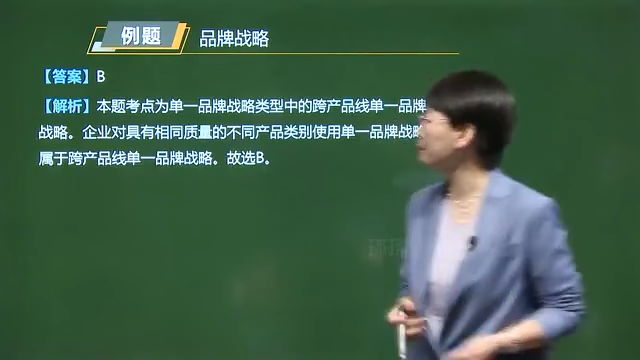 例题 品牌战略
【答案】B
【解析】本题考点为单一品牌战略类型中的跨产品线单一品牌
战略。企业对具有相同质量的不同产品类别使用单一品牌战略
属于跨产品线单一品牌战略。故选B。